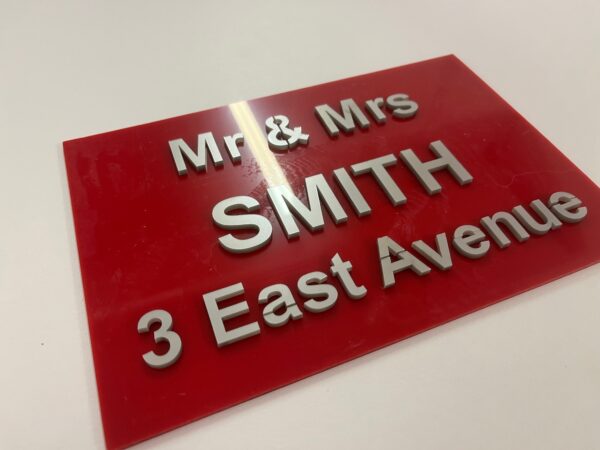 Mr & Mrs
SMITH
3 East Avenue